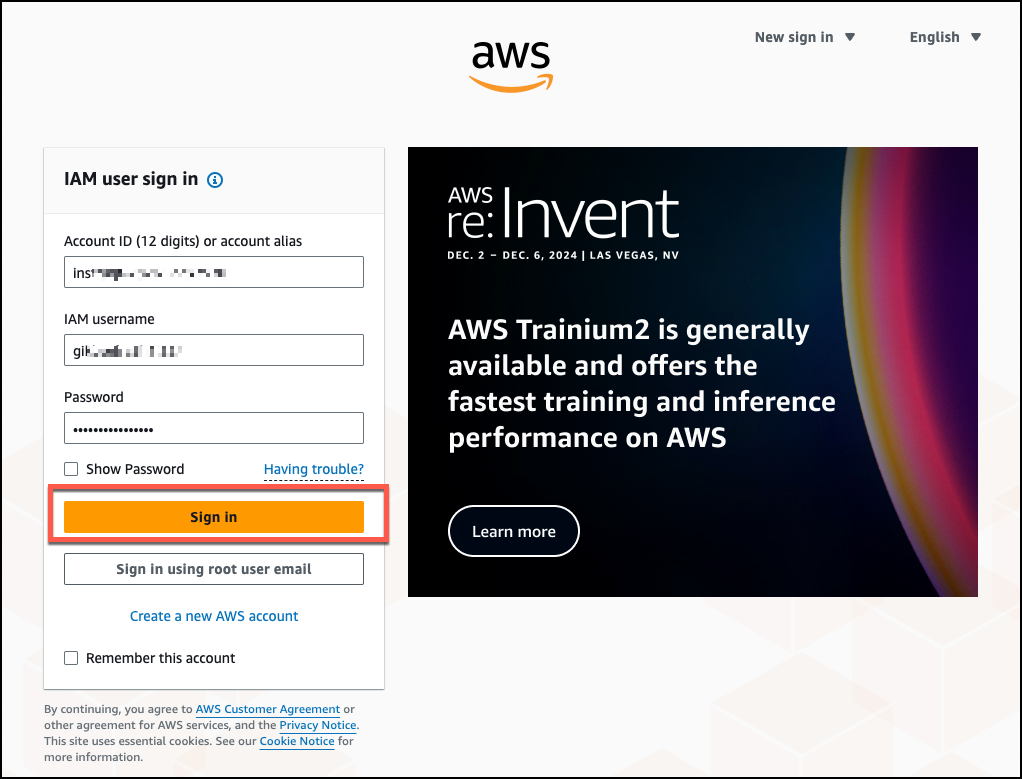 New sign in
English
aws
IAM user sign in
Account ID (12 digits) or account alias
IAM username
Password
Show Password
Having trouble?
Sign in
Sign in using root user email
Create a new AWS account
Remember this account
By continuing, you agree to AWS Customer Agreement or
other agreement for AWS services, and the Privacy Notice.
This site uses essential cookies. See our Cookie Notice for
more information.
AWS
re:Invent
DEC. 2 – DEC. 6, 2024 | LAS VEGAS, NV
AWS Trainium2 is generally
available and offers the
fastest training and inference
performance on AWS
Learn more